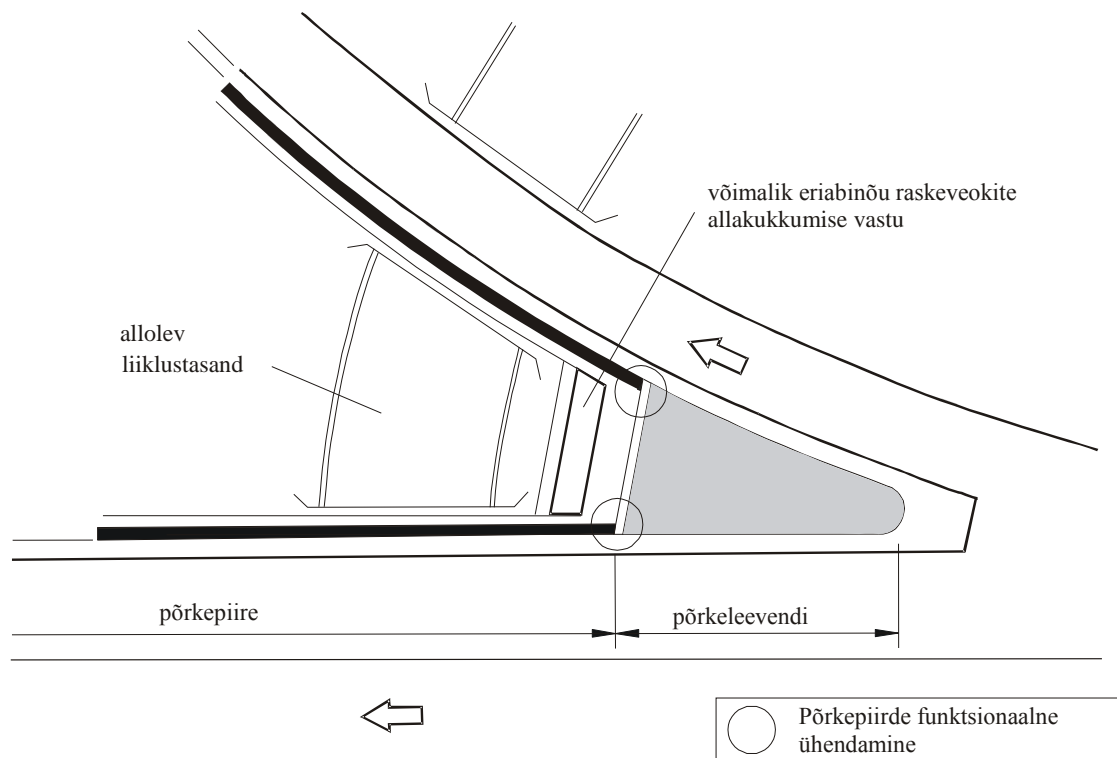 võimalik eriabinõu raskeveokite
allakukkumise vastu
allolev
liiklustasand
põrkepiire
põrkeleevendi
Põrkepiirde funktsionaalne
ühendamine